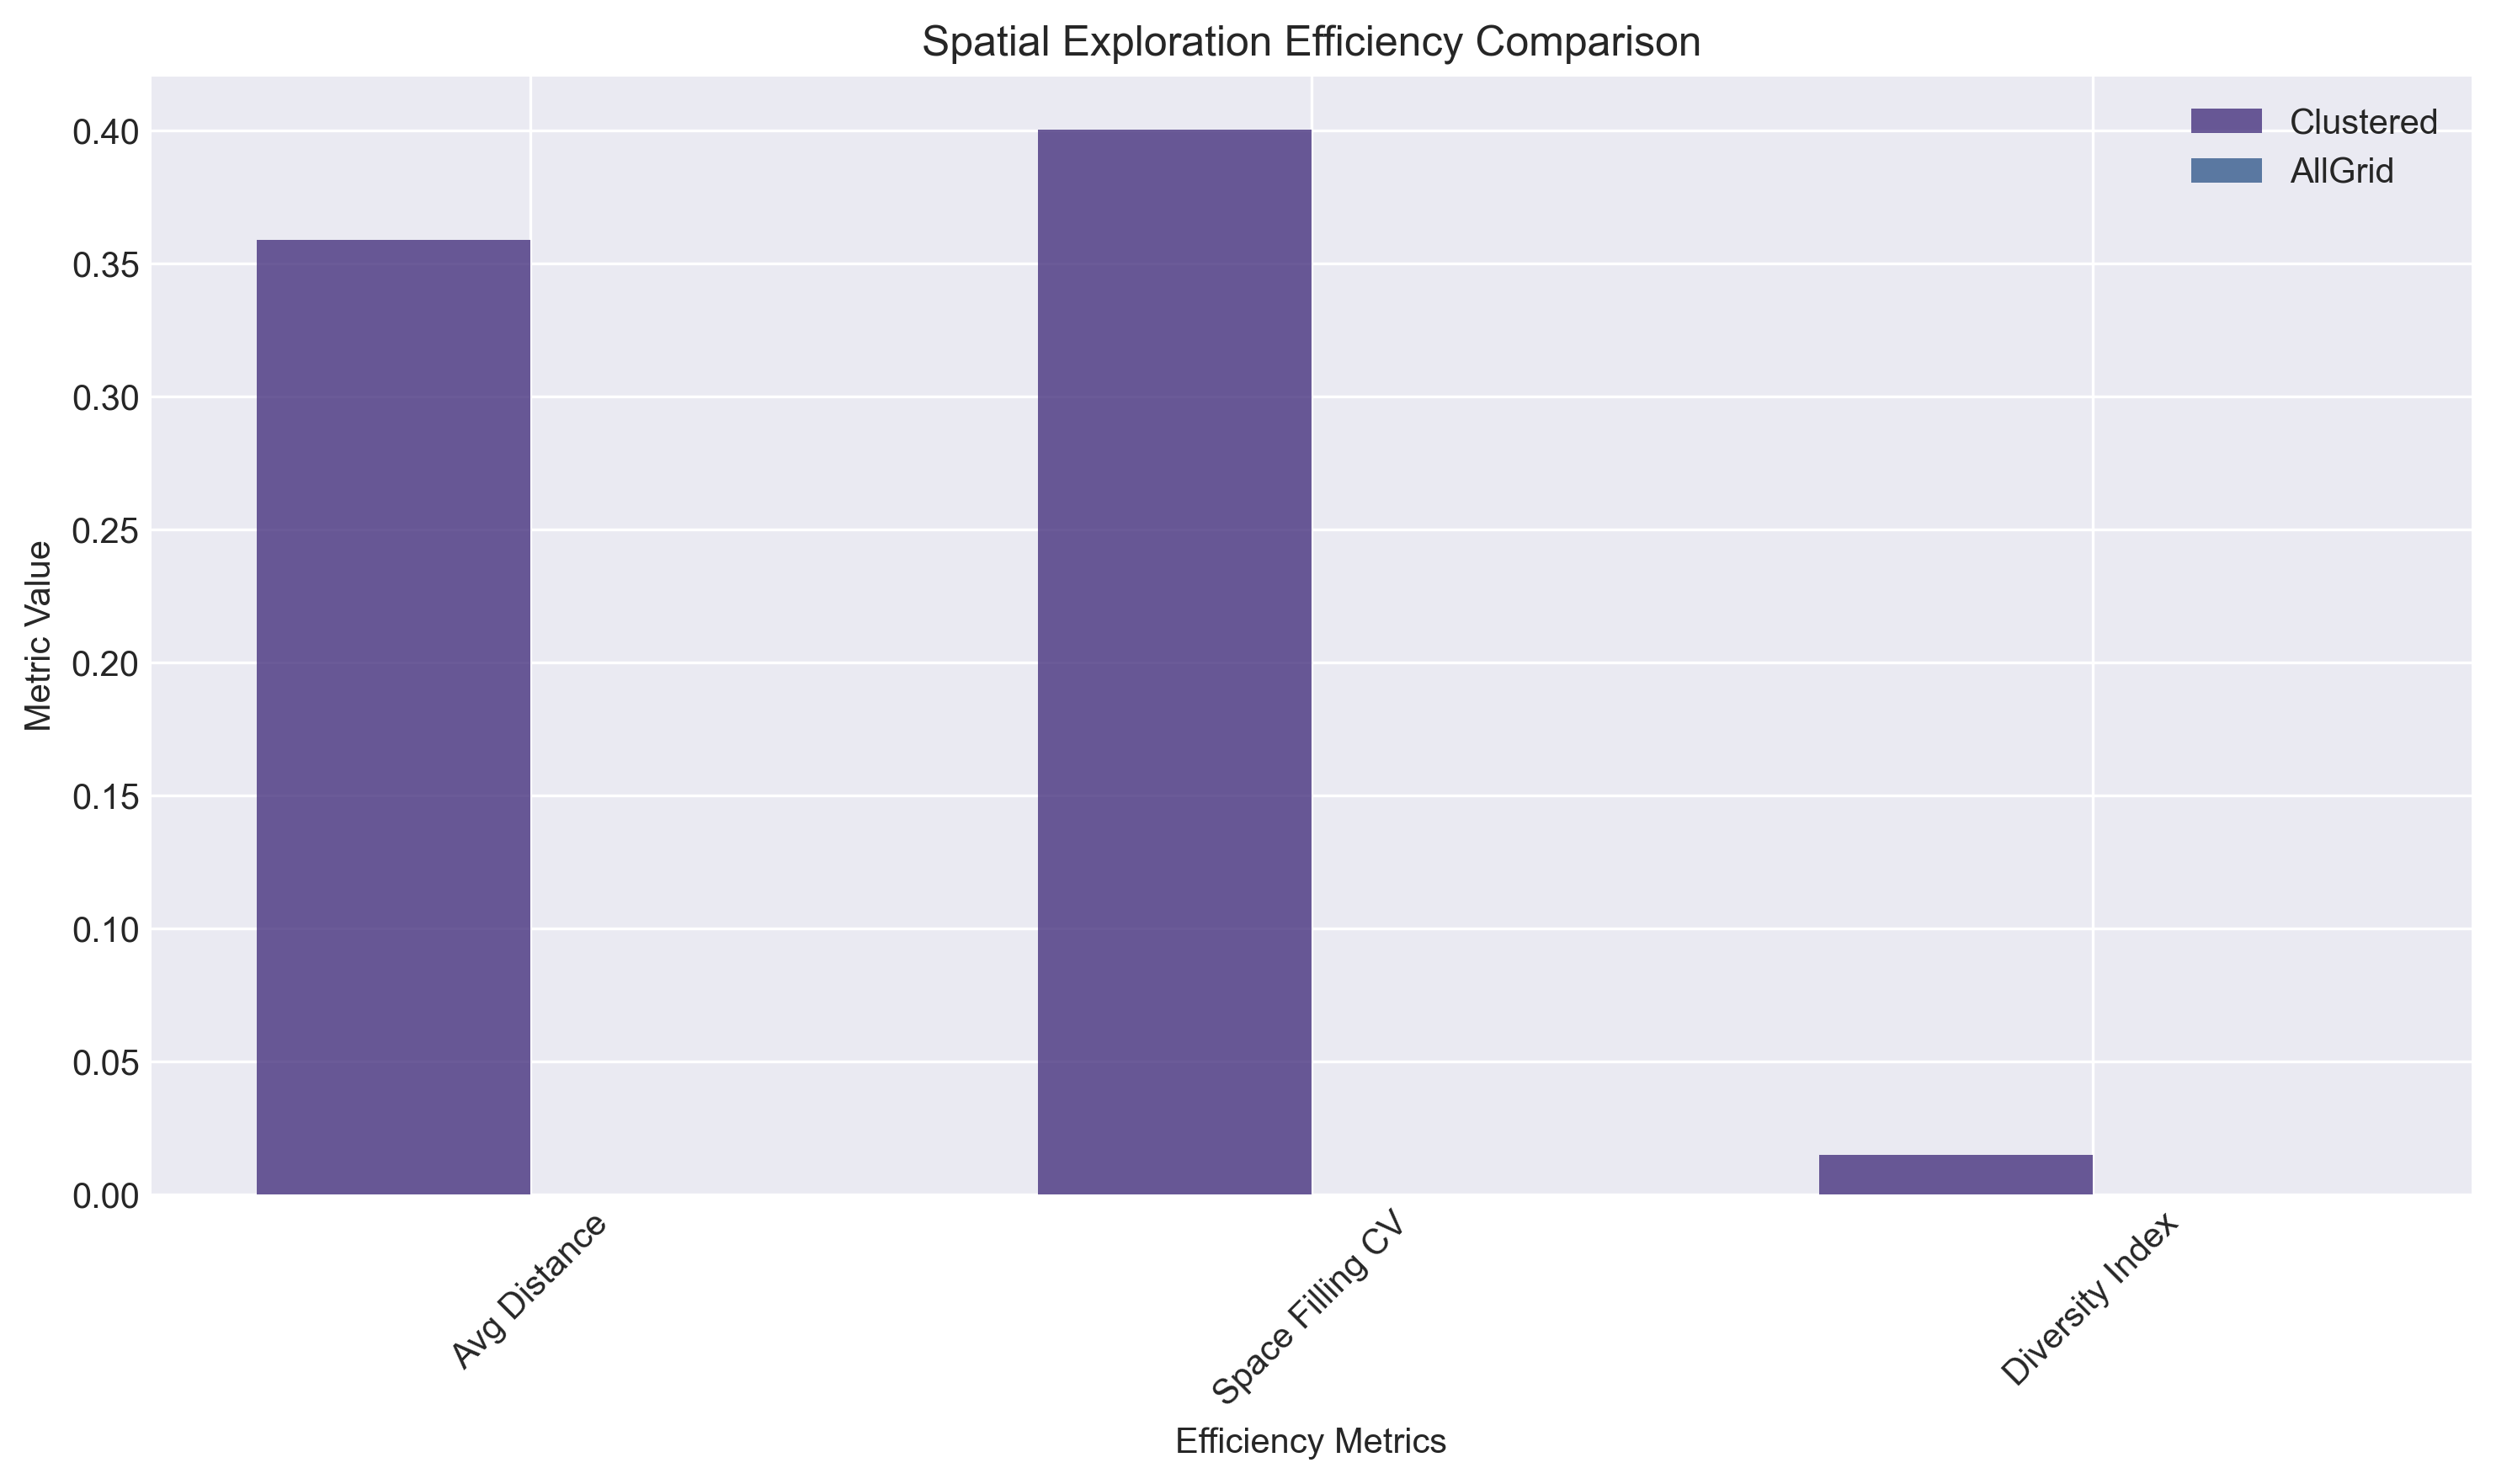 Spatial Exploration Efficiency Comparison
Clustered
AllGrid
Metric Value
0.40
0.35
0.30
0.25
0.20
0.15
0.10
0.05
0.00
Avg Distance
Space Filling CV
Diversity Index
Efficiency Metrics